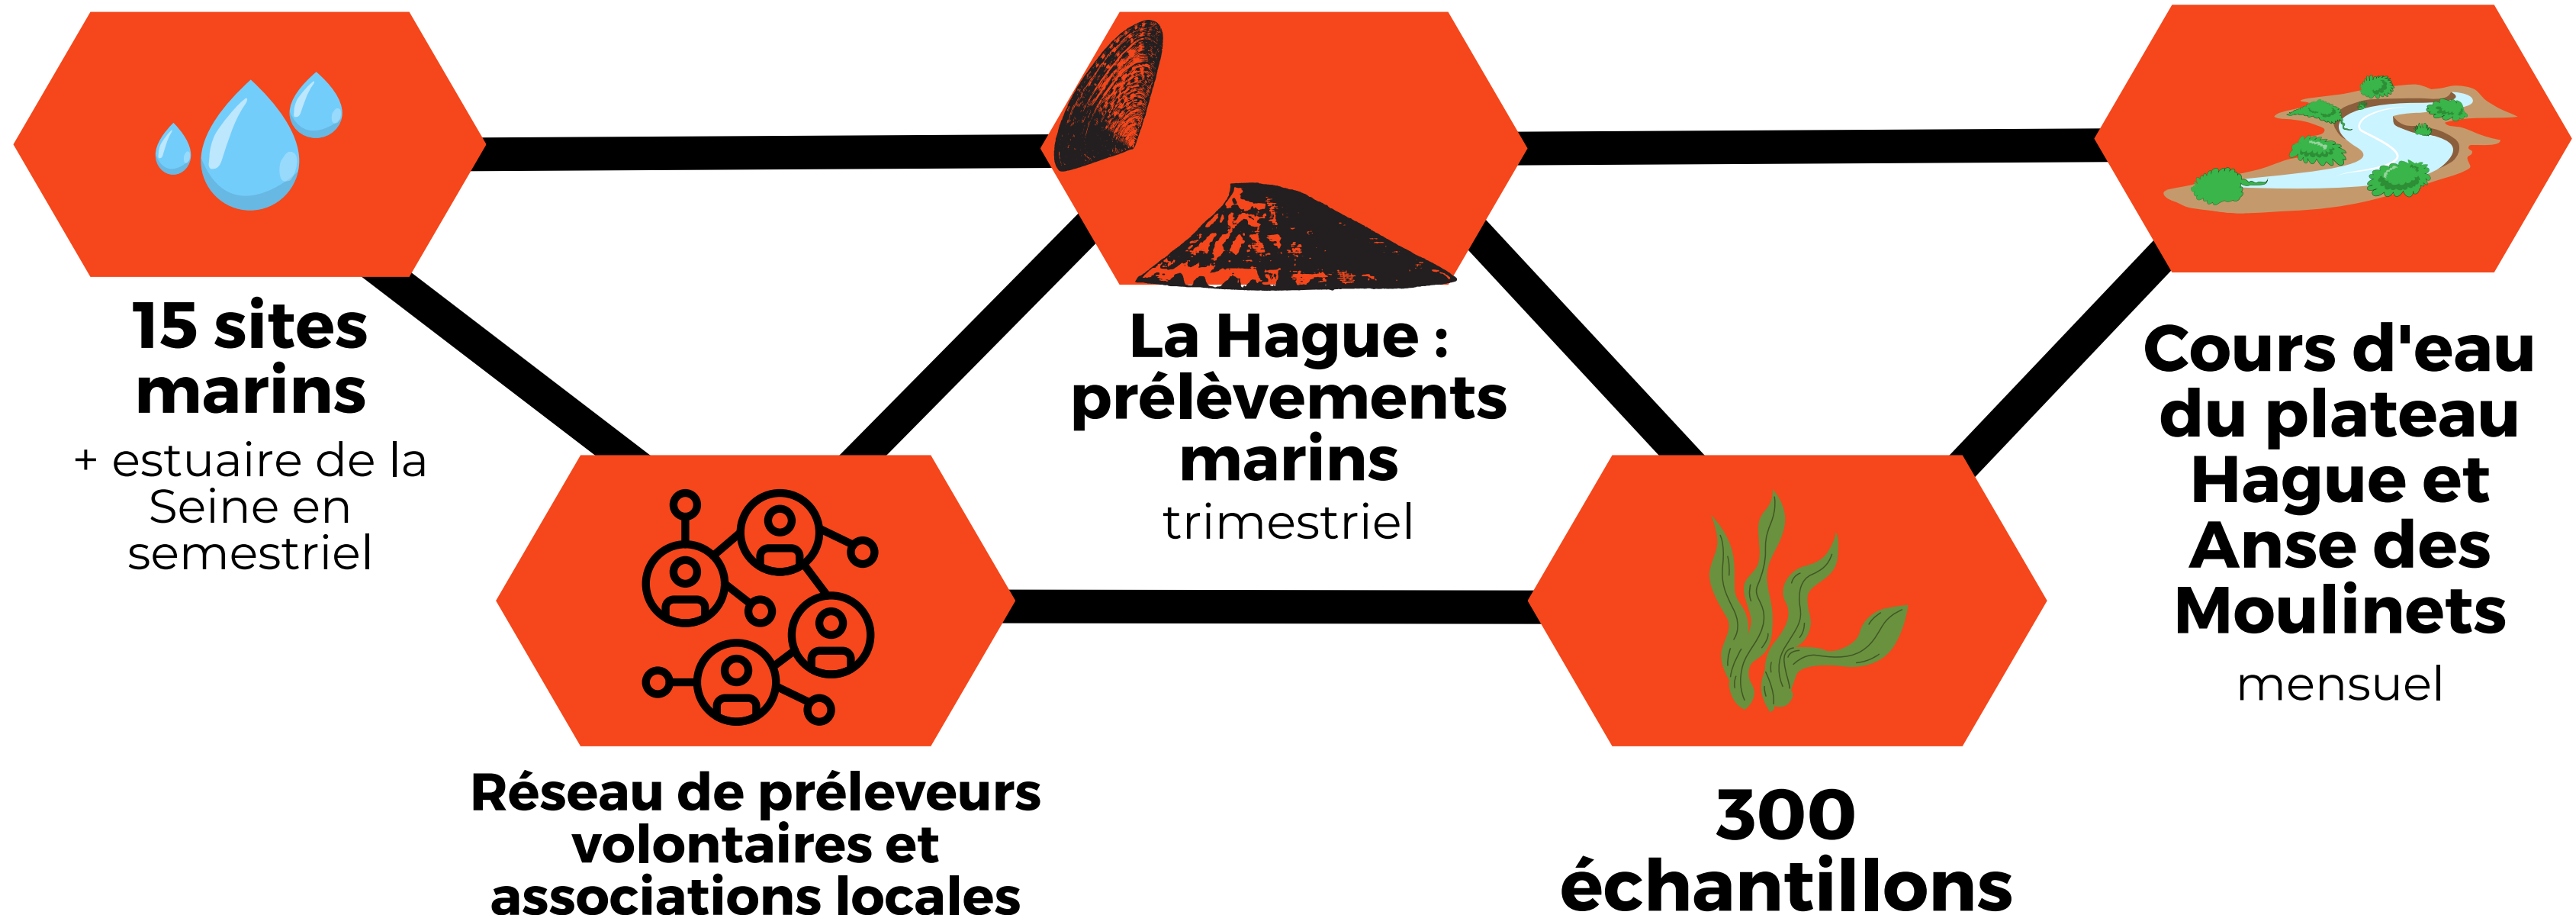 15 sites
marins
+ estuaire de la
Seine en
semestriel
La Hague :
prélèvements
marins
trimestriel
Cours d'eau
du plateau
Hague et
Anse des
Moulinets
mensuel
Réseau de préleveurs
volontaires et
associations locales
300
échantillons